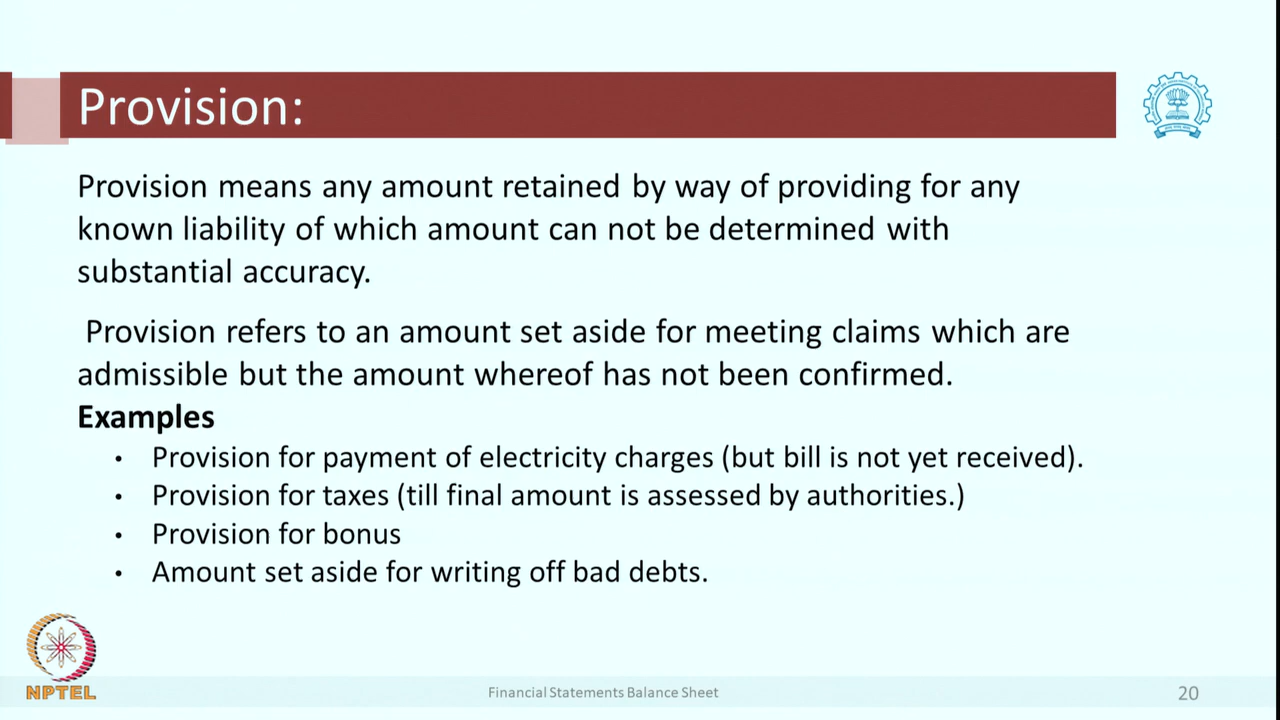 Provision:
Provision means any amount retained by way of providing for any
known liability of which amount can not be determined with
substantial accuracy.
Provision refers to an amount set aside for meeting claims which are
admissible but the amount whereof has not been confirmed.
Examples
• Provision for payment of electricity charges (but bill is not yet received).
• Provision for taxes (till final amount is assessed by authorities.)
• Provision for bonus
• Amount set aside for writing off bad debts.
NPTEL
Financial Statements Balance Sheet
20